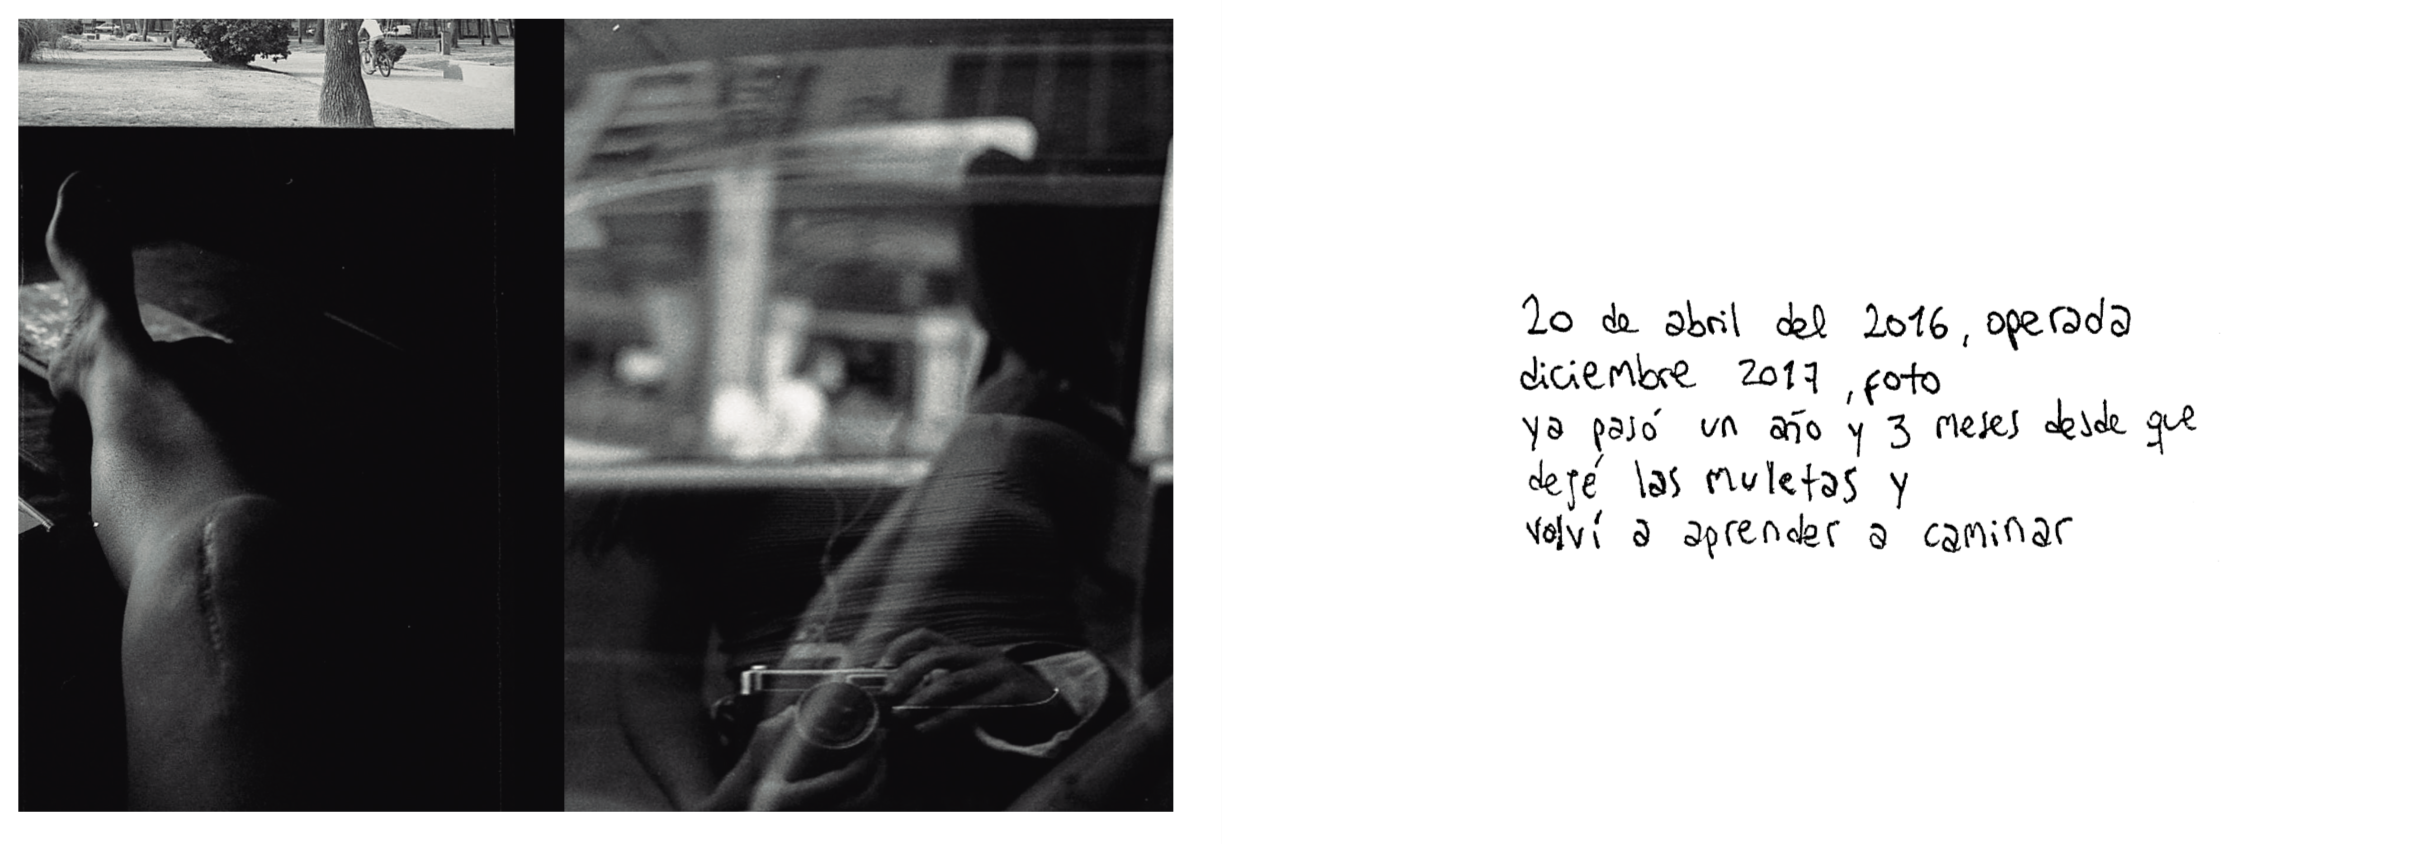 20 de abril del 2016, operada
diciembre 2017, foto
ya pasó un año y 3 meses desde que
dejé las muletas y
volví a aprender a caminar